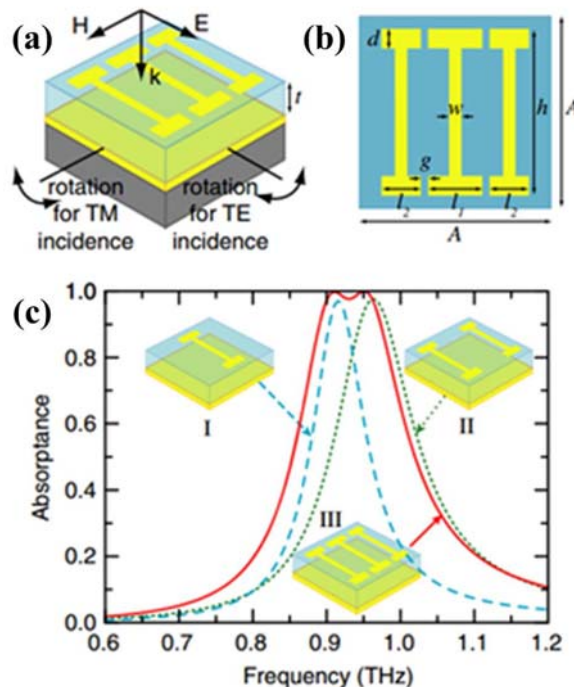 (a)
H
E
k
t
rotation
for TM
incidence
rotation
for TE
incidence
(b)
d
w
h
A
g
l2
l1
l2
A
(c)
Absorptance
1.0
0.8
0.6
0.4
0.2
0.0
I
II
III
0.6 0.7 0.8 0.9 1.0 1.1 1.2
Frequency (THz)